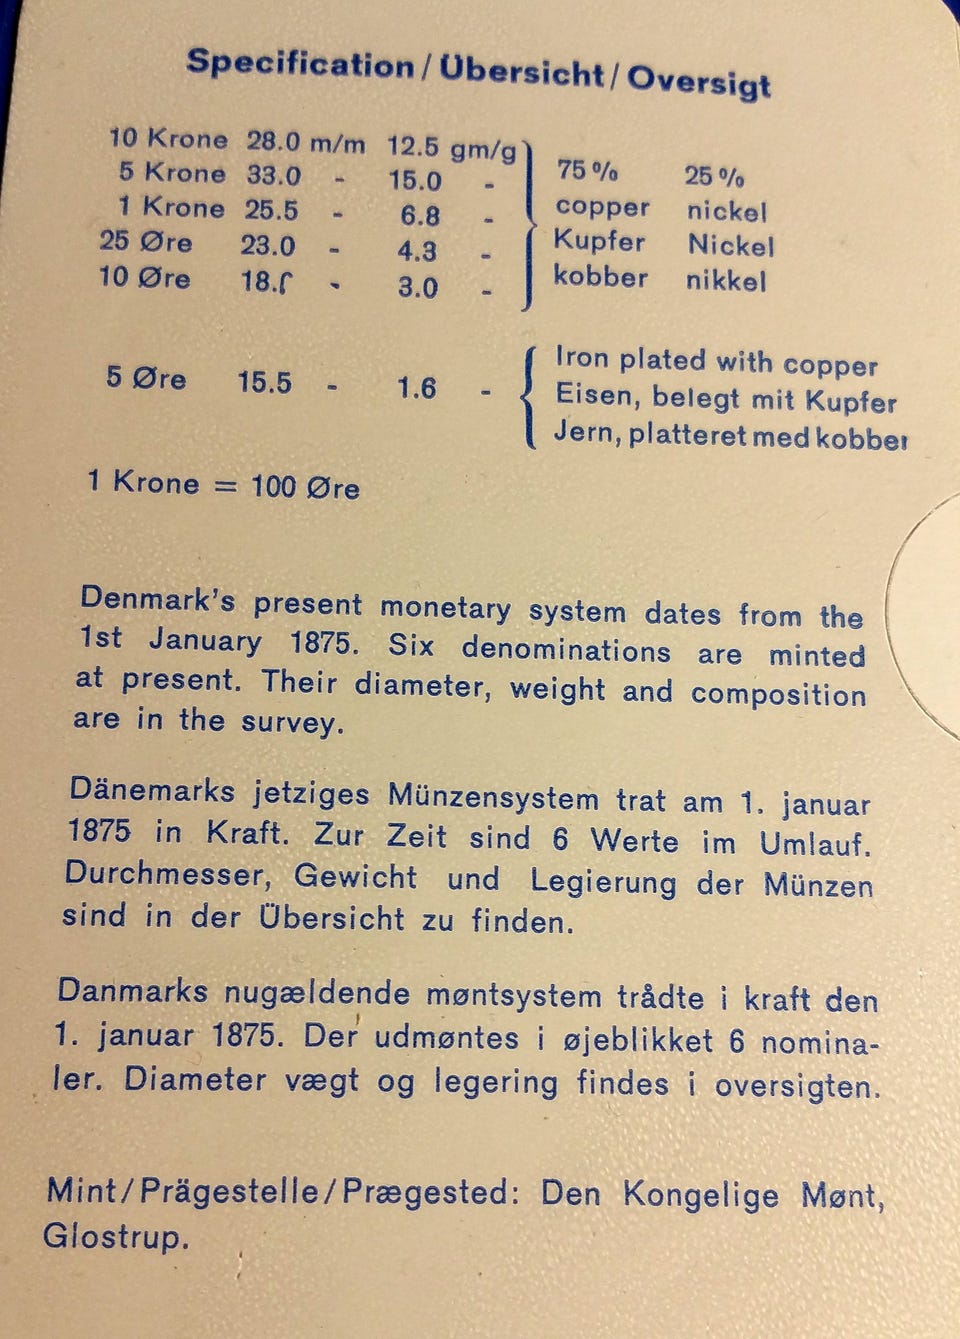 Specification / Übersicht / Oversigt
10 Krone 28.0 m/m 12.5 gm/g
5 Krone 33.0 - 15.0 - 75 % 25 %
1 Krone 25.5 - 6.8 - copper nickel
25 Øre 23.0 - 4.3 - Kupfer Nickel
10 Øre - 3.0 - kobber nikkel
Iron plated with copper
5 Øre 15.5 - 1.6 - Eisen, belegt mit Kupfer
Jern, platteret med kobber
1 Krone = 100 Øre
Denmark's present monetary system dates from the
1st January 1875. Six denominations are minted
at present. Their diameter, weight and composition
are in the survey.
Dänemarks jetziges Münzensystem trat am 1. januar
1875 in Kraft. Zur Zeit sind 6 Werte im Umlauf.
Durchmesser, Gewicht und Legierung der Münzen
sind in der Übersicht zu finden.
Danmarks nugældende møntsystem trådte i kraft den
1. januar 1875. Der udmøntes i øjeblikket 6 nomina-
ler. Diameter vægt og legering findes i oversigten.
Mint/Prägestelle/Prægested: Den Kongelige Mønt,
Glostrup.